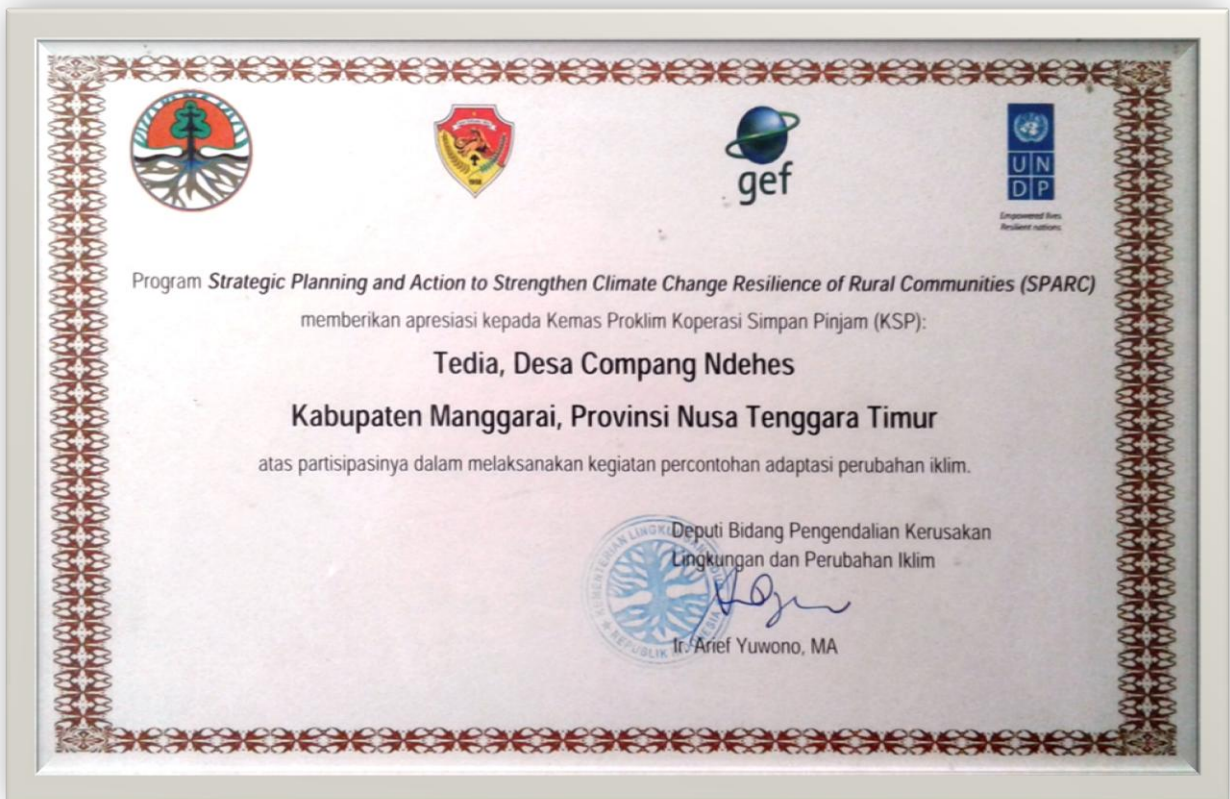 gef
U N
D P
Empowered lives.
Resilient nations.
Program Strategic Planning and Action to Strengthen Climate Change Resilience of Rural Communities (SPARC)
memberikan apresiasi kepada Kemas Proklim Koperasi Simpan Pinjam (KSP):
Tedia, Desa Compang Ndehes
Kabupaten Manggarai, Provinsi Nusa Tenggara Timur
atas partisipasinya dalam melaksanakan kegiatan percontohan adaptasi perubahan iklim.
Deputi Bidang Pengendalian Kerusakan
Lingkungan dan Perubahan Iklim
KEMENTERIAN LINGKUNGAN
REPUBLIK
Ir. Arief Yuwono, MA